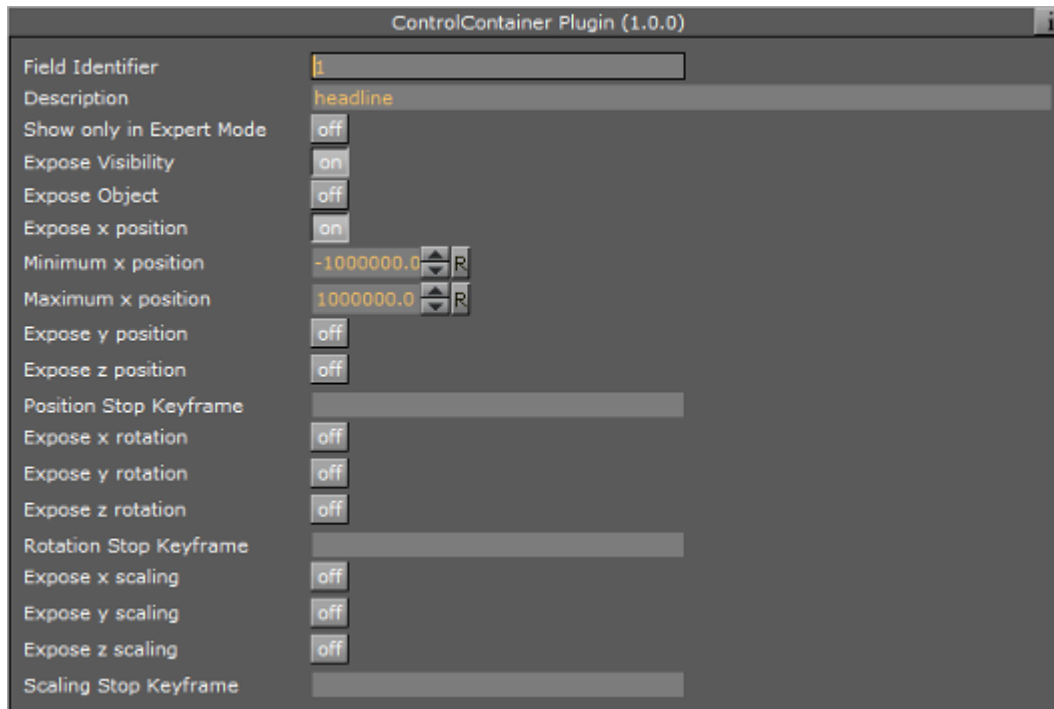 ControlContainer Plugin (1.0.0) i
Field Identifier 1
Description headline
Show only in Expert Mode off
Expose Visibility on
Expose Object off
Expose x position on
Minimum x position -1000000.0 R
Maximum x position 1000000.0 R
Expose y position off
Expose z position off
Position Stop Keyframe
Expose x rotation off
Expose y rotation off
Expose z rotation off
Rotation Stop Keyframe
Expose x scaling off
Expose y scaling off
Expose z scaling off
Scaling Stop Keyframe